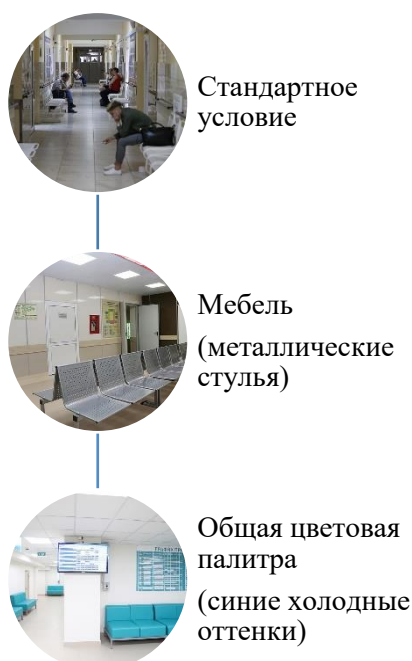 Стандартное
условие
Мебель
(металлические
стулья)
Общая цветовая
палитра
(синие холодные
оттенки)